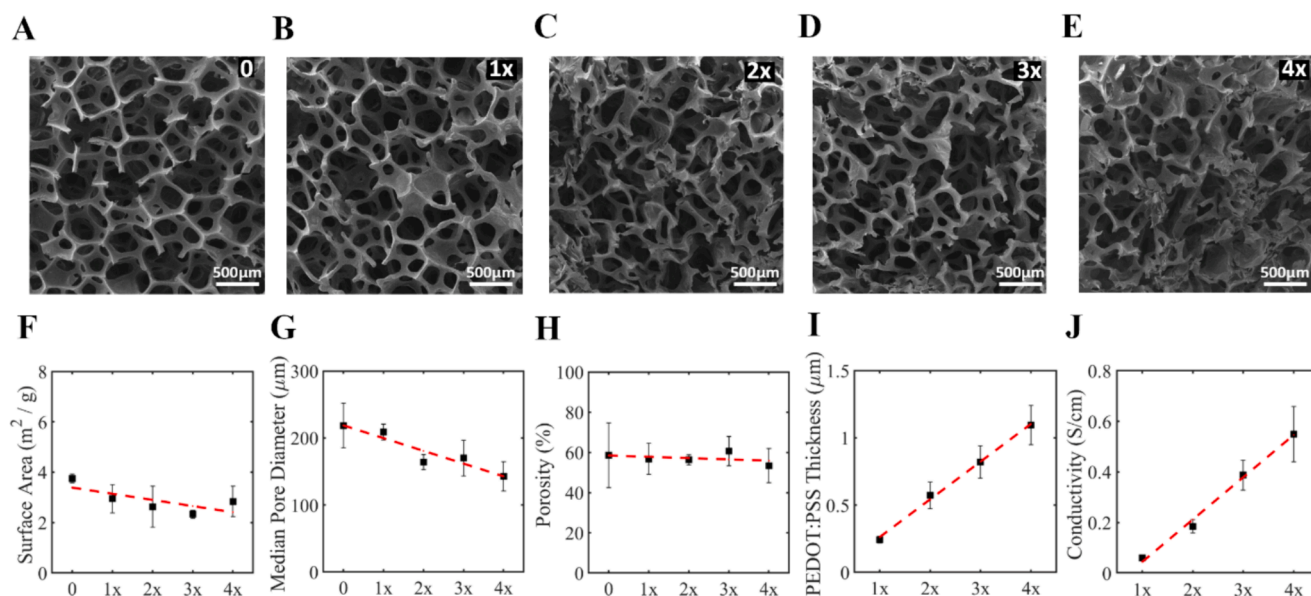 A
B
C
D
E
0
1x
2x
3x
4x
500μm
500μm
500μm
500μm
500μm
F
G
H
I
J
Surface Area (m² / g)
8
6
4
2
0
0 1x 2x 3x 4x
Median Pore Diameter (μm)
300
200
100
0
0 1x 2x 3x 4x
Porosity (%)
100
80
60
40
20
0
0 1x 2x 3x 4x
PEDOT:PSS Thickness (μm)
1.5
1
0.5
0
1x 2x 3x 4x
Conductivity (S/cm)
0.8
0.6
0.4
0.2
0
1x 2x 3x 4x